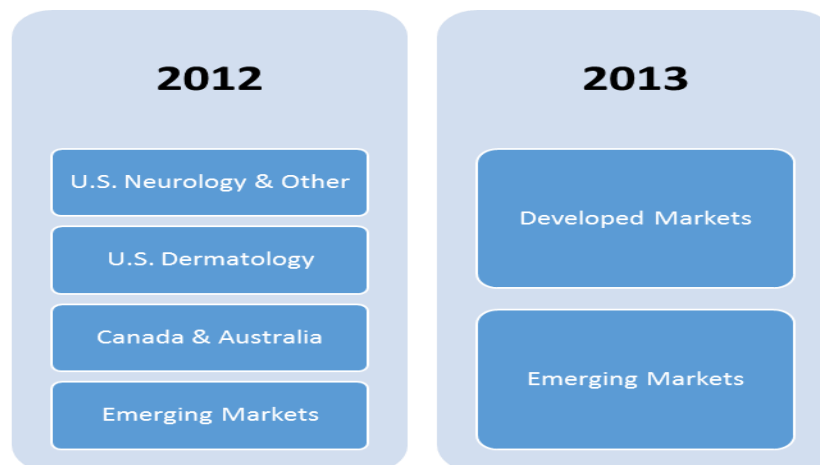 2012
U.S. Neurology & Other
U.S. Dermatology
Canada & Australia
Emerging Markets
2013
Developed Markets
Emerging Markets